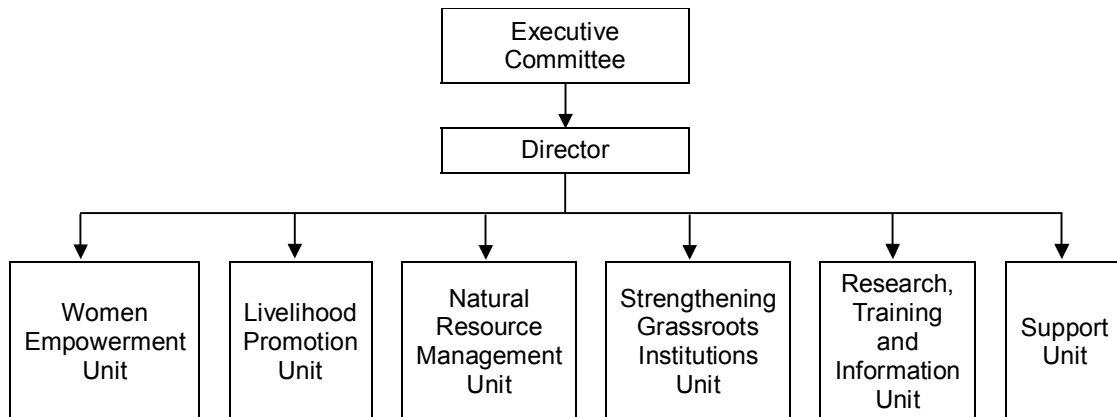 Executive
Committee
Director
Women
Empowerment
Unit
Livelihood
Promotion
Unit
Natural
Resource
Management
Unit
Strengthening
Grassroots
Institutions
Unit
Research,
Training
and
Information
Unit
Support
Unit